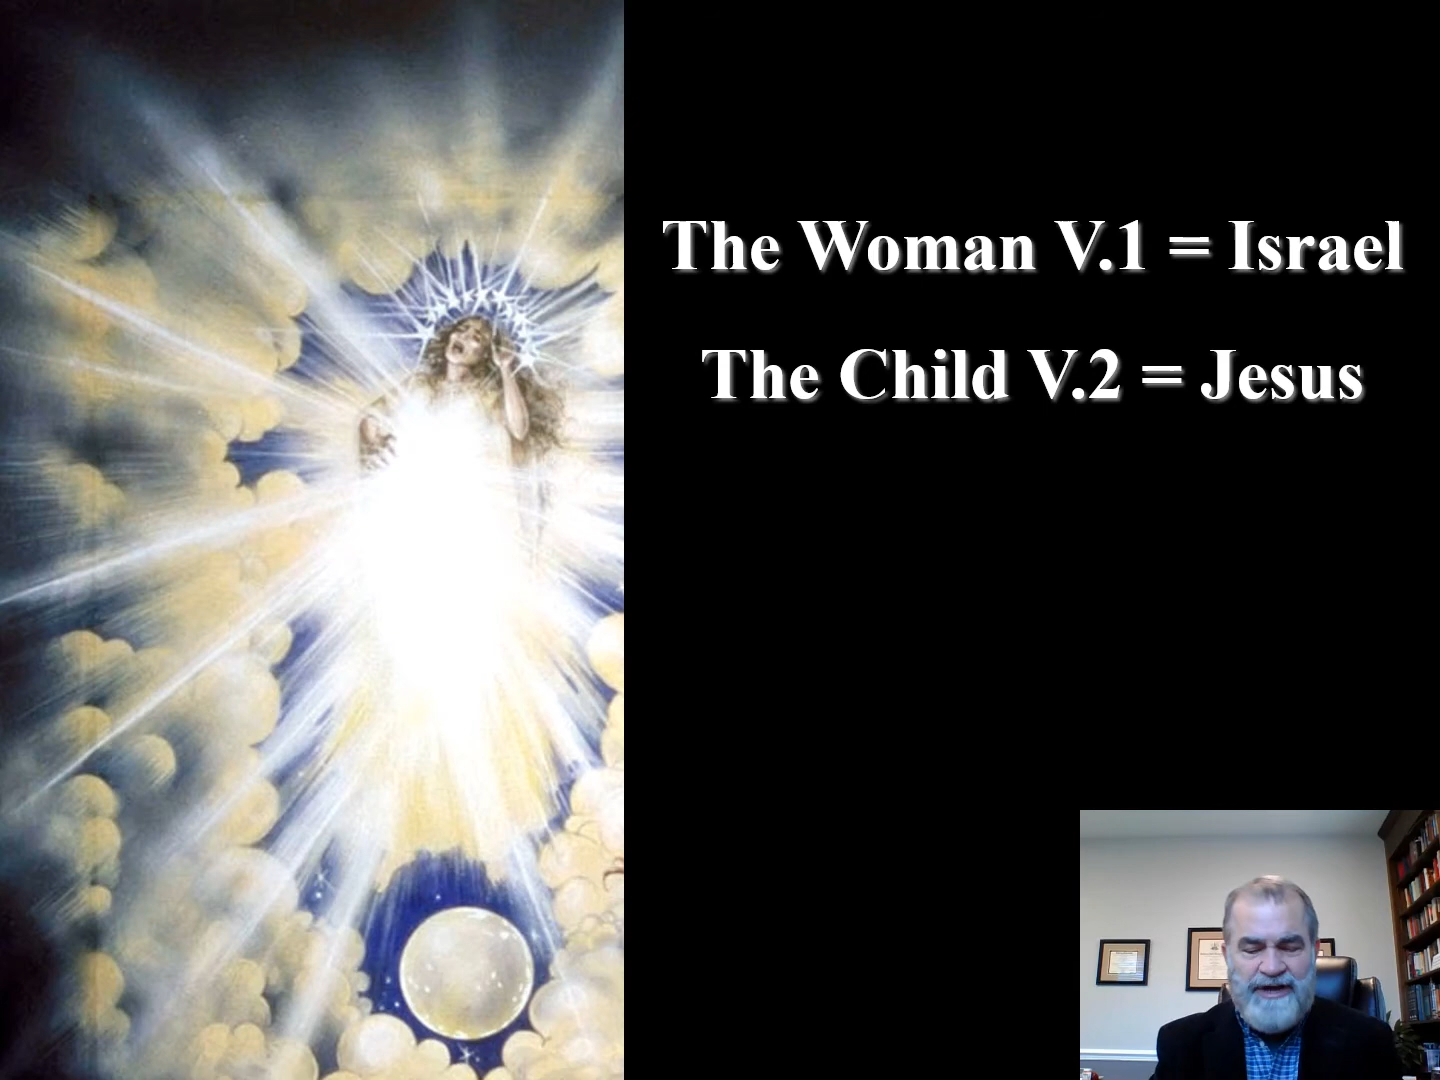 The Woman V.1 = Israel
The Child V.2 = Jesus